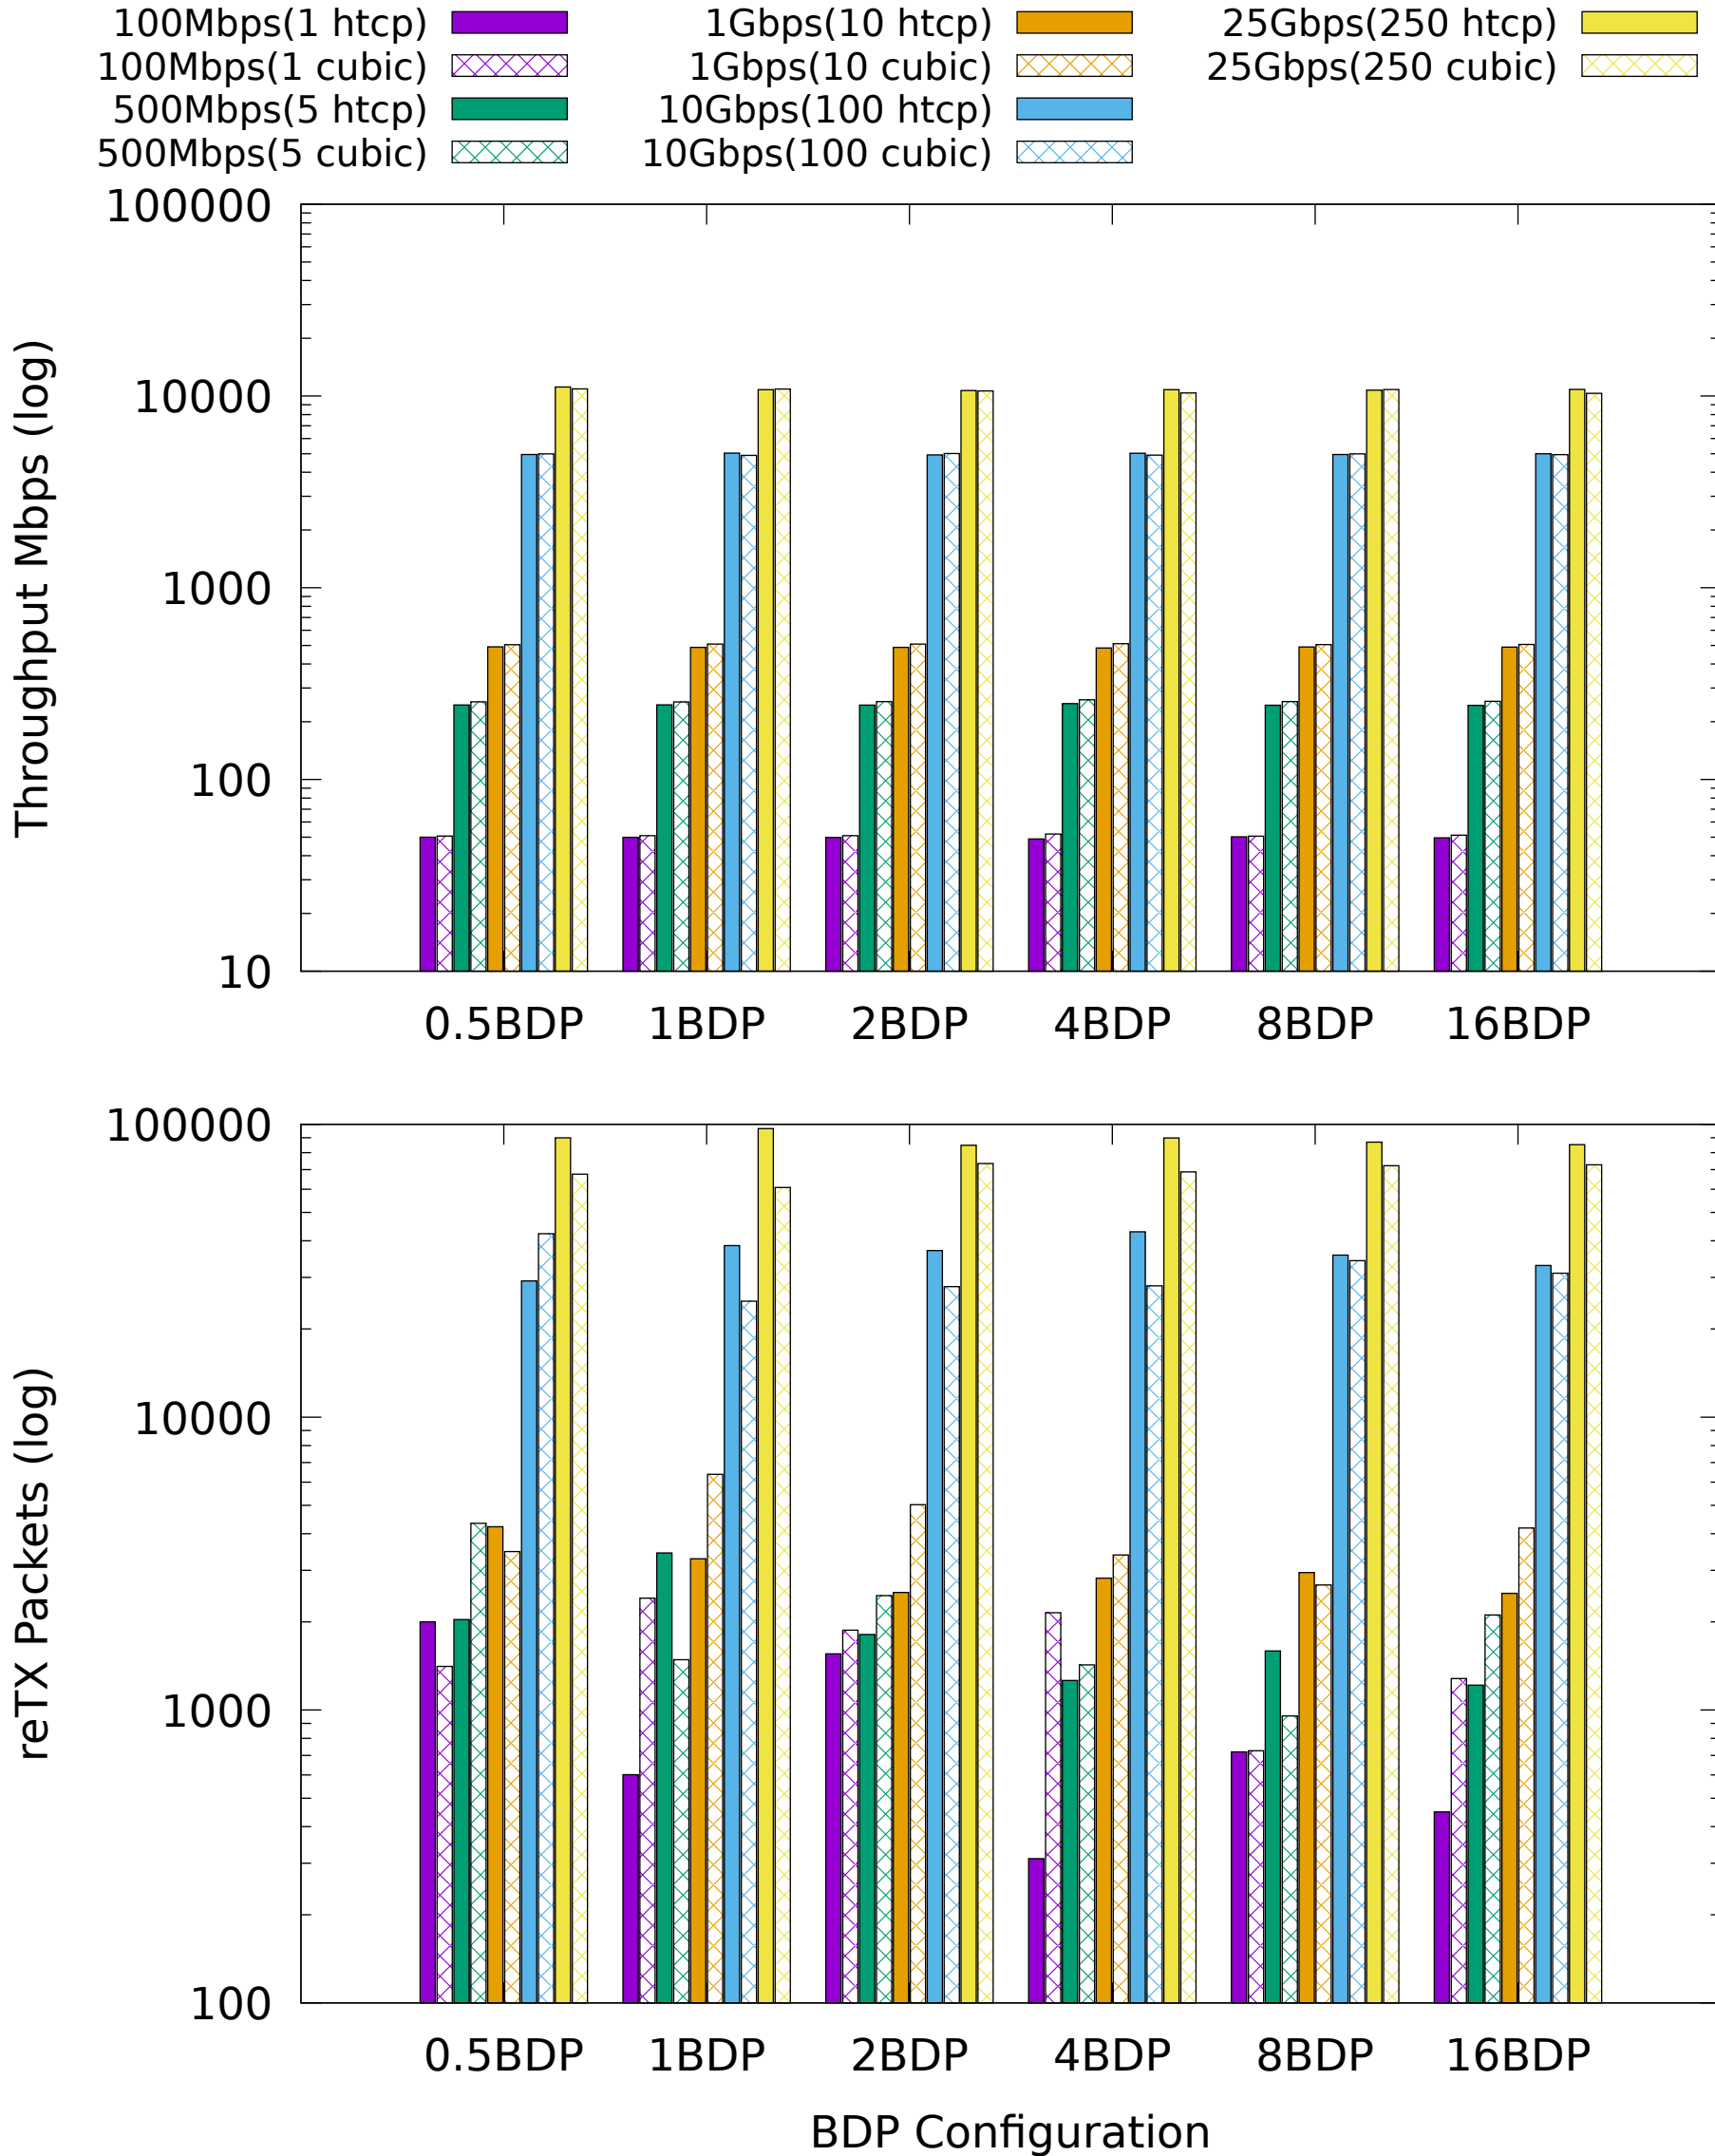 100Mbps(1 htcp)
100Mbps(1 cubic)
500Mbps(5 htcp)
500Mbps(5 cubic)
1Gbps(10 htcp)
1Gbps(10 cubic)
10Gbps(100 htcp)
10Gbps(100 cubic)
25Gbps(250 htcp)
25Gbps(250 cubic)
Throughput Mbps (log)
100000
10000
1000
100
10
0.5BDP 1BDP 2BDP 4BDP 8BDP 16BDP
reTX Packets (log)
100000
10000
1000
100
0.5BDP 1BDP 2BDP 4BDP 8BDP 16BDP
BDP Configuration